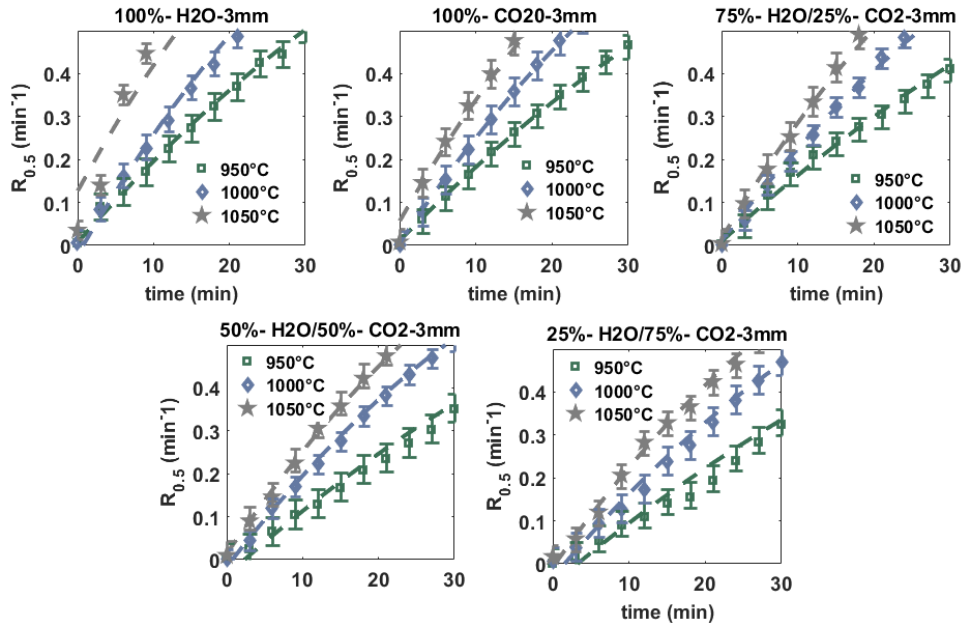 100%- H2O-3mm
R0.5 (min-1)
0.4
0.3
0.2
0.1
0
950°C
1000°C
1050°C
0 10 20 30
time (min)
100%- CO20-3mm
R0.5 (min-1)
0.4
0.3
0.2
0.1
0
950°C
1000°C
1050°C
0 10 20 30
time (min)
75%- H2O/25%- CO2-3mm
R0.5 (min-1)
0.4
0.3
0.2
0.1
0
950°C
1000°C
1050°C
0 10 20 30
time (min)
50%- H2O/50%- CO2-3mm
R0.5 (min-1)
0.4
0.3
0.2
0.1
0
950°C
1000°C
1050°C
0 10 20 30
25%- H2O/75%- CO2-3mm
R0.5 (min-1)
0.4
0.3
0.2
0.1
0
950°C
1000°C
1050°C
0 10 20 30
time (min)